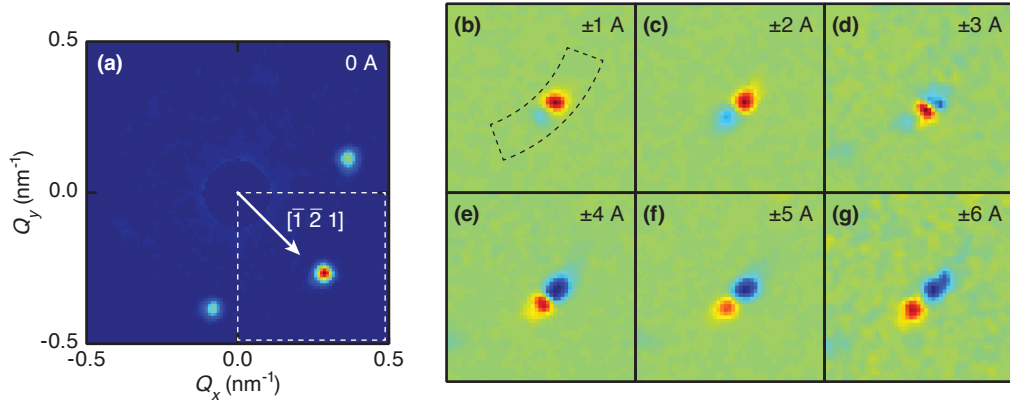 0.5
(a)
0 A
Q_y (nm⁻¹)
0.0
[1̅ 2̅ 1]
-0.5
-0.5
0.0
0.5
Q_x (nm⁻¹)
(b)
±1 A
(c)
±2 A
(d)
±3 A
(e)
±4 A
(f)
±5 A
(g)
±6 A